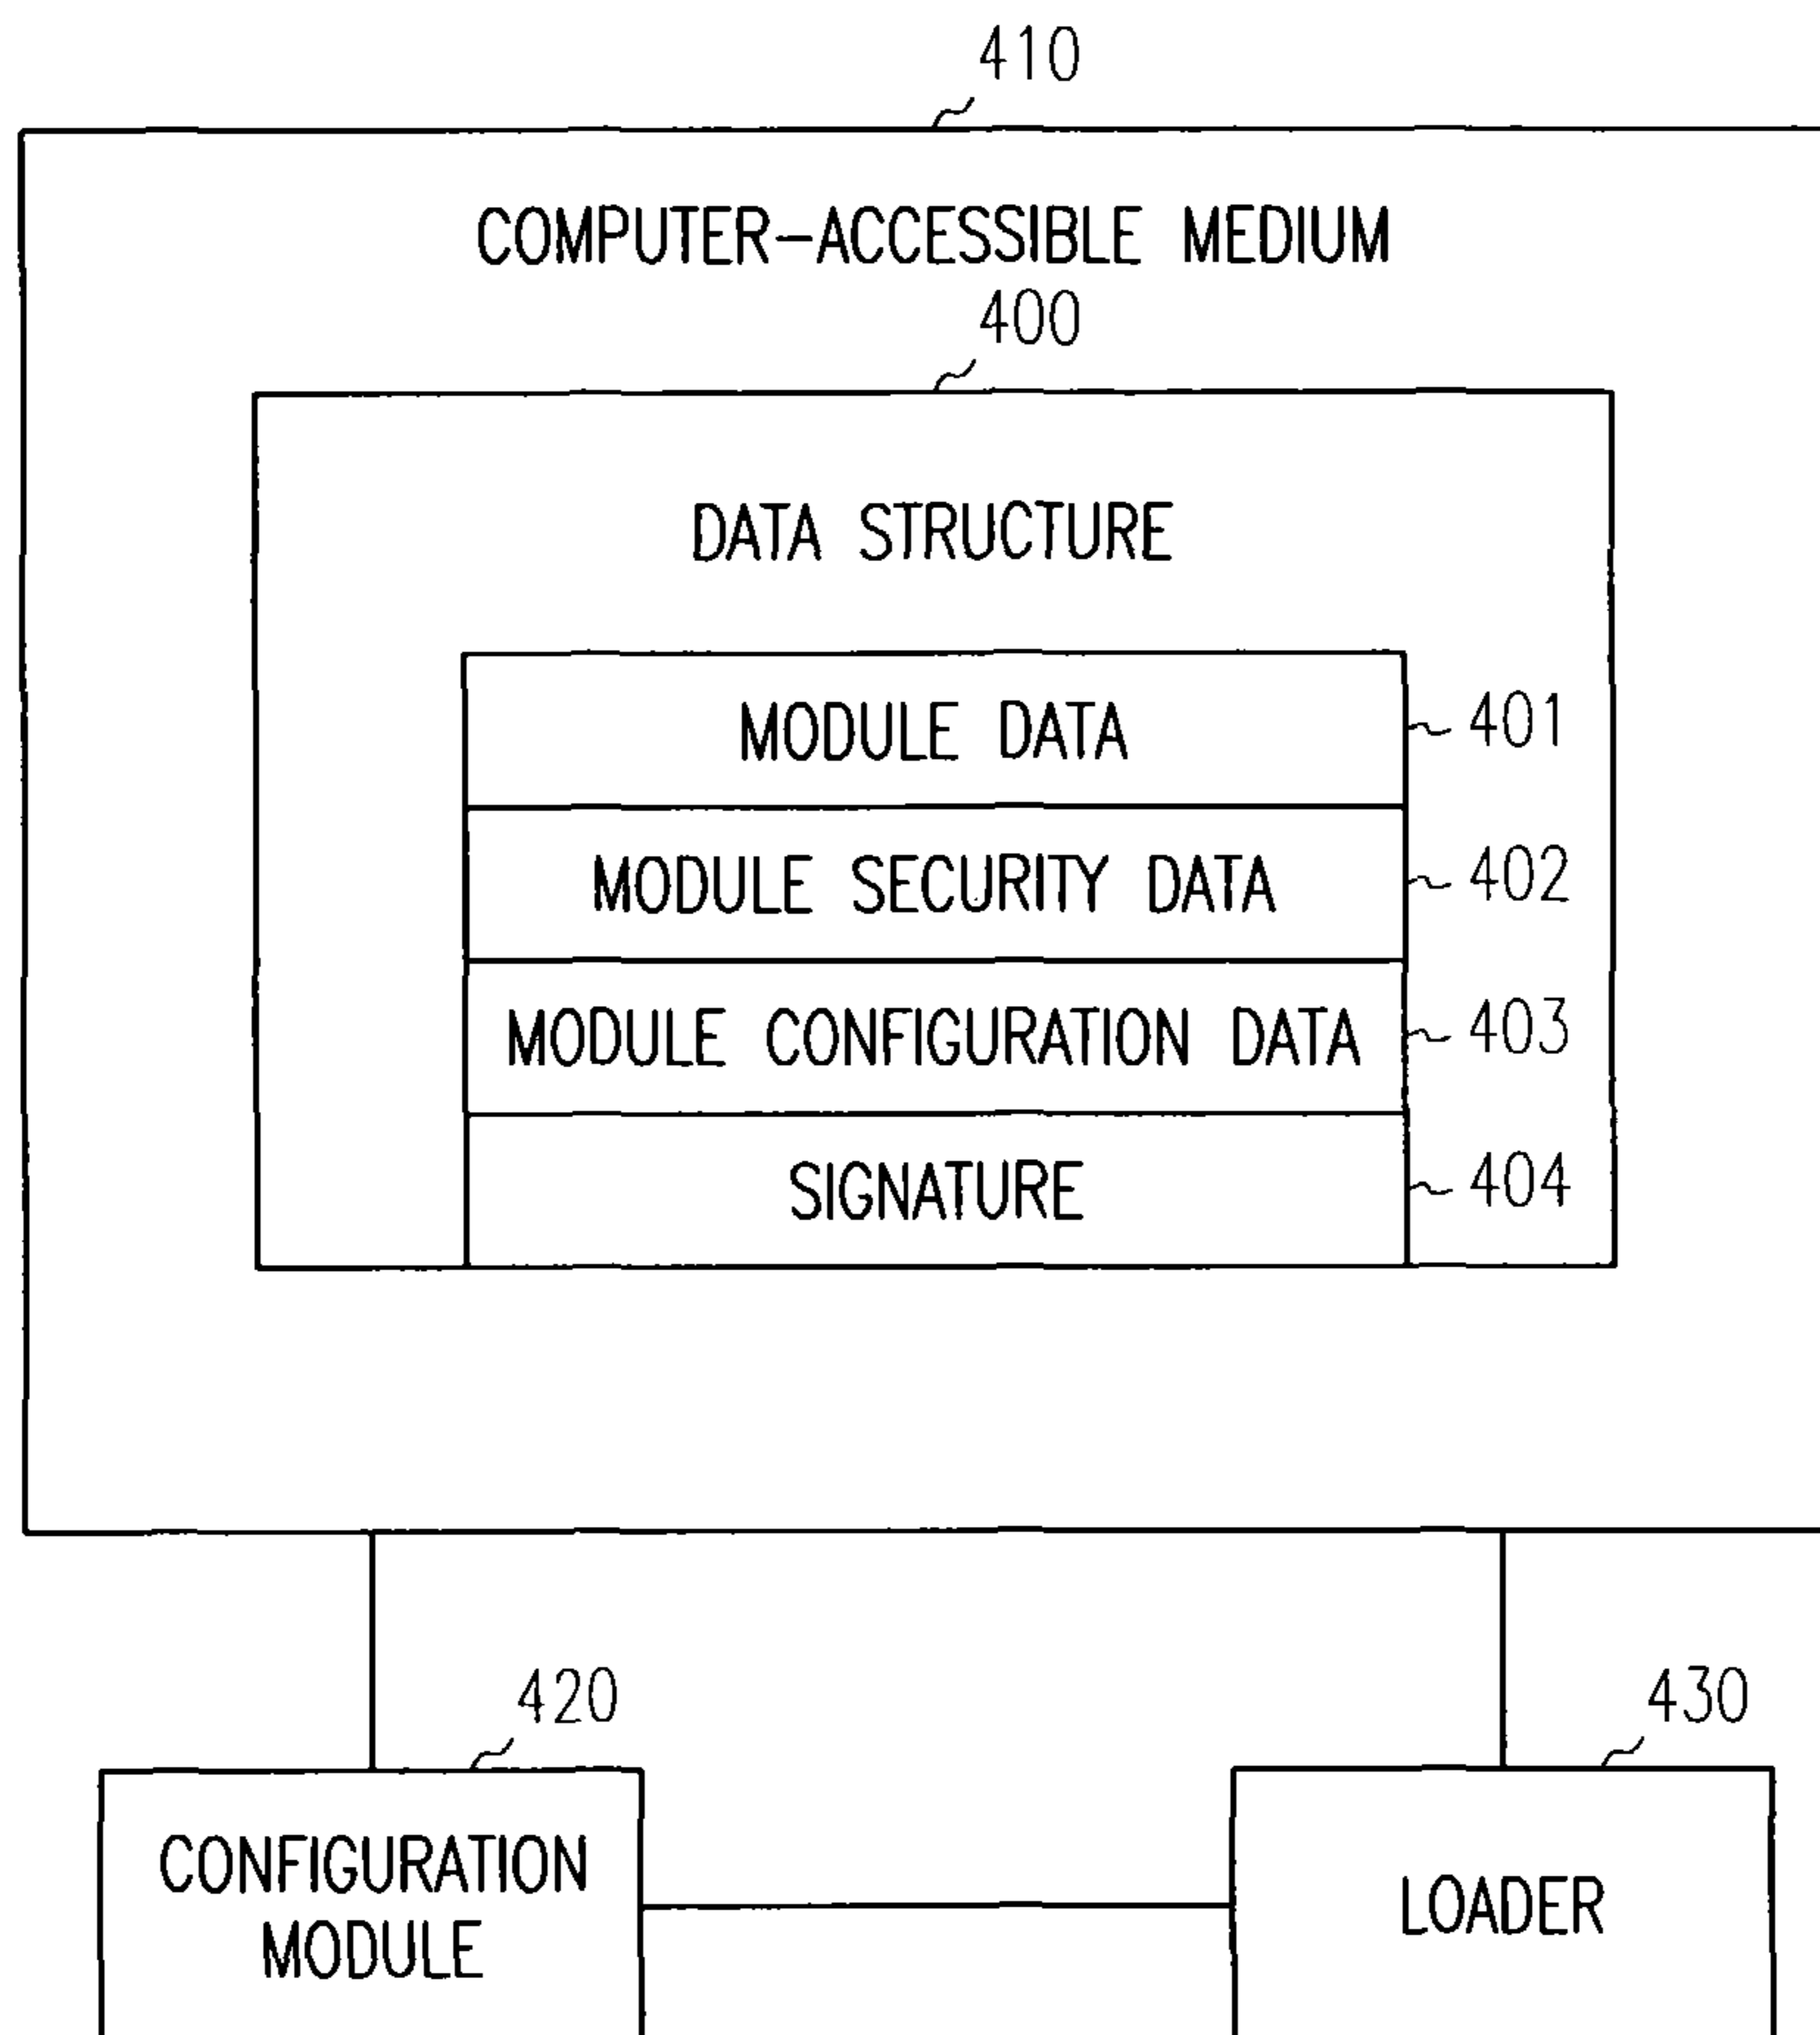 410
COMPUTER-ACCESSIBLE MEDIUM
400
DATA STRUCTURE
MODULE DATA 401
MODULE SECURITY DATA 402
MODULE CONFIGURATION DATA 403
SIGNATURE 404
420
430
CONFIGURATION
MODULE
LOADER